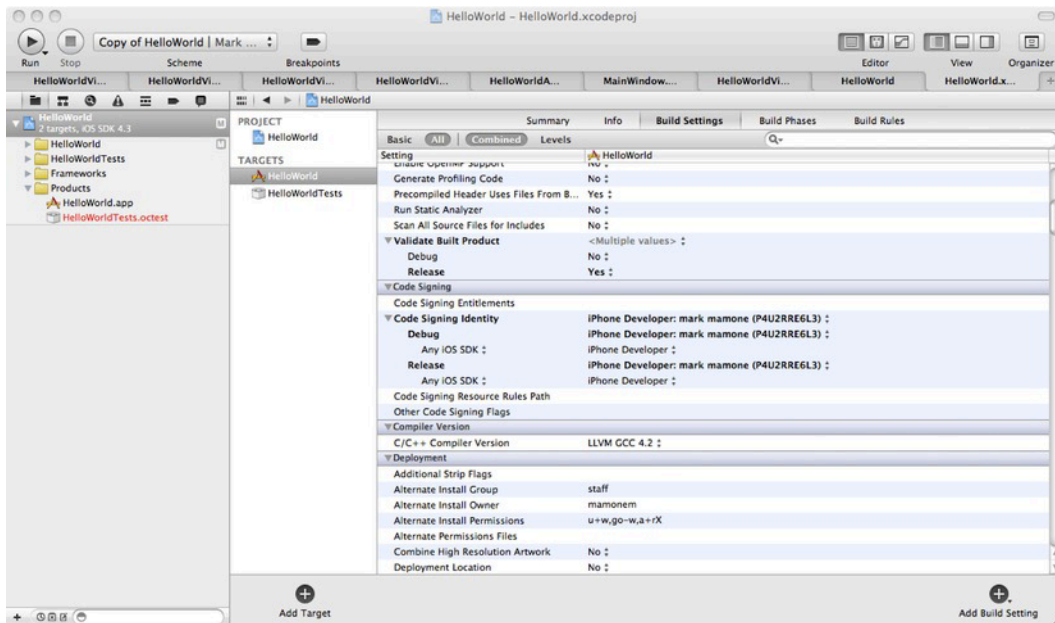 HelloWorld – HelloWorld.xcodeproj
Copy of HelloWorld | Mark ...
Run Stop Scheme Breakpoints Editor View Organizer
HelloWorldVi... HelloWorldVi... HelloWorldVi... HelloWorldVi... HelloWorldA... MainWindow.... HelloWorldVi... HelloWorld HelloWorld.x...
HelloWorld
HelloWorld
2 targets, iOS SDK 4.3
M
HelloWorld
HelloWorldTests
Frameworks
Products
HelloWorld.app
HelloWorldTests.octest
PROJECT
HelloWorld
TARGETS
HelloWorld
HelloWorldTests
Summary Info Build Settings Build Phases Build Rules
Basic All Combined Levels
Setting HelloWorld
Enable OpenMP Support No
Generate Profiling Code No
Precompiled Header Uses Files From B... Yes
Run Static Analyzer No
Scan All Source Files for Includes No
Validate Built Product <Multiple values>
Debug No
Release Yes
Code Signing
Code Signing Entitlements
Code Signing Identity iPhone Developer: mark mamone (P4U2RRE6L3)
Debug iPhone Developer: mark mamone (P4U2RRE6L3)
Any iOS SDK iPhone Developer
Release iPhone Developer: mark mamone (P4U2RRE6L3)
Any iOS SDK iPhone Developer
Code Signing Resource Rules Path
Other Code Signing Flags
Compiler Version
C/C++ Compiler Version LLVM GCC 4.2
Deployment
Additional Strip Flags
Alternate Install Group staff
Alternate Install Owner mamonem
Alternate Install Permissions u+w,go-w,a+rX
Alternate Permissions Files
Combine High Resolution Artwork No
Deployment Location No
Add Target Add Build Setting